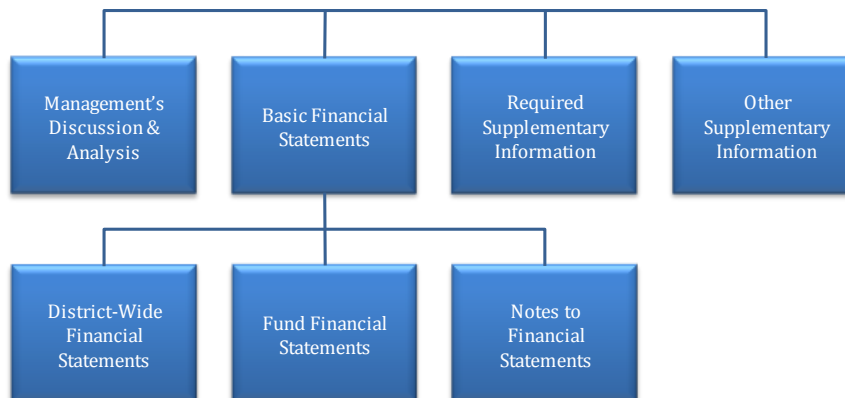 Management’s
Discussion &
Analysis
Basic Financial
Statements
Required
Supplementary
Information
Other
Supplementary
Information
District-Wide
Financial
Statements
Fund Financial
Statements
Notes to
Financial
Statements